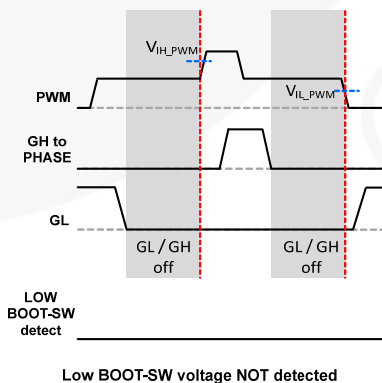 VIH_PWM
PWM
VIL_PWM
GH to
PHASE
GL
GL / GH
off
GL / GH
off
LOW
BOOT-SW
detect
Low BOOT-SW voltage NOT detected